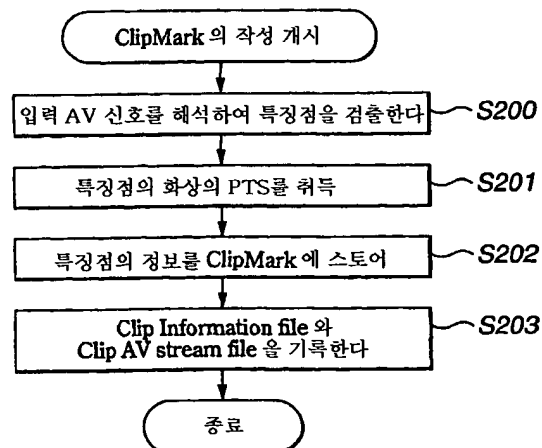 ClipMark 의 작성 개시
입력 AV 신호를 해석하여 특징점을 검출한다
S200
특징점의 화상의 PTS를 취득
S201
특징점의 정보를 ClipMark 에 스토어
S202
Clip Information file 와
Clip AV stream file 을 기록한다
S203
종료